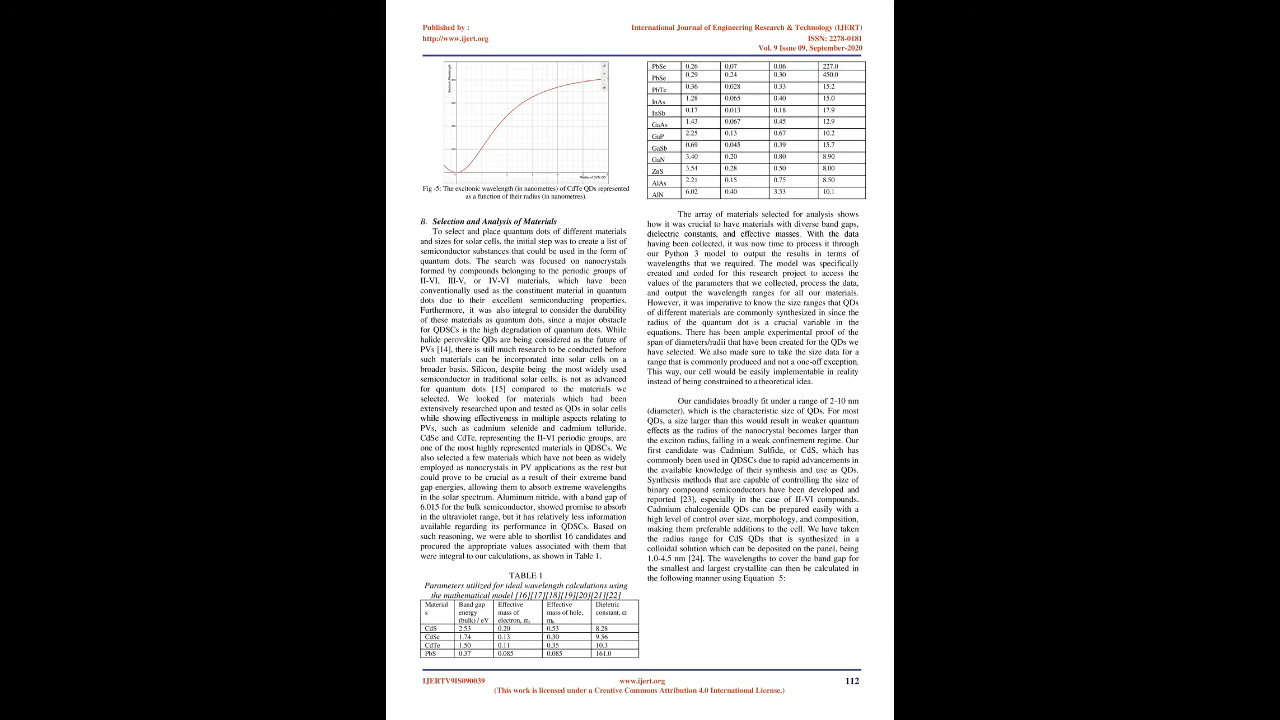 Published by :
http://www.ijert.org
International Journal of Engineering Research & Technology (IJERT)
ISSN: 2278-0181
Vol. 9 Issue 09, September-2020
Fig -5: The excitonic wavelength (in nanometres) of CdTe QDs represented
as a function of their radius (in nanometres).
B. Selection and Analysis of Materials
To select and place quantum dots of different materials
and sizes for solar cells, the initial step was to create a list of
semiconductor substances that could be used in the form of
quantum dots. The search was focused on nanocrystals
formed by compounds belonging to the periodic groups of
II-VI, III-V, or IV-VI materials, which have been
conventionally used as the constituent material in quantum
dots due to their excellent semiconducting properties.
Furthermore, it was also integral to consider the durability
of these materials as quantum dots, since a major obstacle
for QDSCs is the high degradation of quantum dots. While
halide perovskite QDs are being considered as the future of
PVs [14], there is still much research to be conducted before
such materials can be incorporated into solar cells on a
broader basis. Silicon, despite being the most widely used
semiconductor in traditional solar cells, is not as advanced
for quantum dots [15] compared to the materials we
selected. We looked for materials which had been
extensively researched upon and tested as QDs in solar cells
while showing effectiveness in multiple aspects relating to
PVs, such as cadmium selenide and cadmium telluride.
CdSe and CdTe, representing the II-VI periodic groups, are
one of the most highly represented materials in QDSCs. We
also selected a few materials which have not been as widely
employed as nanocrystals in PV applications as the rest but
could prove to be crucial as a result of their extreme band
gap energies, allowing them to absorb extreme wavelengths
in the solar spectrum. Aluminum nitride, with a band gap of
6.015 for the bulk semiconductor, showed promise to absorb
in the ultraviolet range, but it has relatively less information
available regarding its performance in QDSCs. Based on
such reasoning, we were able to shortlist 16 candidates and
procured the appropriate values associated with them that
were integral to our calculations, as shown in Table 1.
TABLE 1
Parameters utilized for ideal wavelength calculations using
the mathematical model [16][17][18][19][20][21][22]
Materials Band gap energy (bulk) / eV Effective mass of electron, mₑ Effective mass of hole, mₕ Dieletric constant, εr
CdS 2.53 0.20 0.53 8.28
CdSe 1.74 0.13 0.30 9.56
CdTe 1.50 0.11 0.35 10.3
PbS 0.37 0.085 0.085 161.0
PbSe 0.26 0.07 0.06 227.0
PbSe 0.29 0.24 0.30 450.0
PbTe 0.36 0.028 0.33 15.2
InAs 1.28 0.065 0.40 15.0
InSb 0.17 0.013 0.18 17.9
GaAs 1.43 0.067 0.45 12.9
GaP 2.25 0.13 0.67 10.2
GaSb 0.69 0.045 0.39 15.7
GaN 3.40 0.20 0.80 8.90
ZnS 3.54 0.28 0.50 8.00
AlAs 2.21 0.15 0.75 8.50
AlN 6.02 0.40 3.53 10.1
The array of materials selected for analysis shows
how it was crucial to have materials with diverse band gaps,
dielectric constants, and effective masses. With the data
having been collected, it was now time to process it through
our Python 3 model to output the results in terms of
wavelengths that we required. The model was specifically
created and coded for this research project to access the
values of the parameters that we collected, process the data,
and output the wavelength ranges for all our materials.
However, it was imperative to know the size ranges that QDs
of different materials are commonly synthesized in since the
radius of the quantum dot is a crucial variable in the
equations. There has been ample experimental proof of the
span of diameters/radii that have been created for the QDs we
have selected. We also made sure to take the size data for a
range that is commonly produced and not a one-off exception.
This way, our cell would be easily implementable in reality
instead of being constrained to a theoretical idea.
Our candidates broadly fit under a range of 2-10 nm
(diameter), which is the characteristic size of QDs. For most
QDs, a size larger than this would result in weaker quantum
effects as the radius of the nanocrystal becomes larger than
the exciton radius, falling in a weak confinement regime. Our
first candidate was Cadmium Sulfide, or CdS, which has
commonly been used in QDSCs due to rapid advancements in
the available knowledge of their synthesis and use as QDs.
Synthesis methods that are capable of controlling the size of
binary compound semiconductors have been developed and
reported [23], especially in the case of II-VI compounds.
Cadmium chalcogenide QDs can be prepared easily with a
high level of control over size, morphology, and composition,
making them preferable additions to the cell. We have taken
the radius range for CdS QDs that is synthesized in a
colloidal solution which can be deposited on the panel, being
1.0-4.5 nm [24]. The wavelengths to cover the band gap for
the smallest and largest crystallite can then be calculated in
the following manner using Equation 5:
IJERTV9IS090039
www.ijert.org
112
(This work is licensed under a Creative Commons Attribution 4.0 International License.)